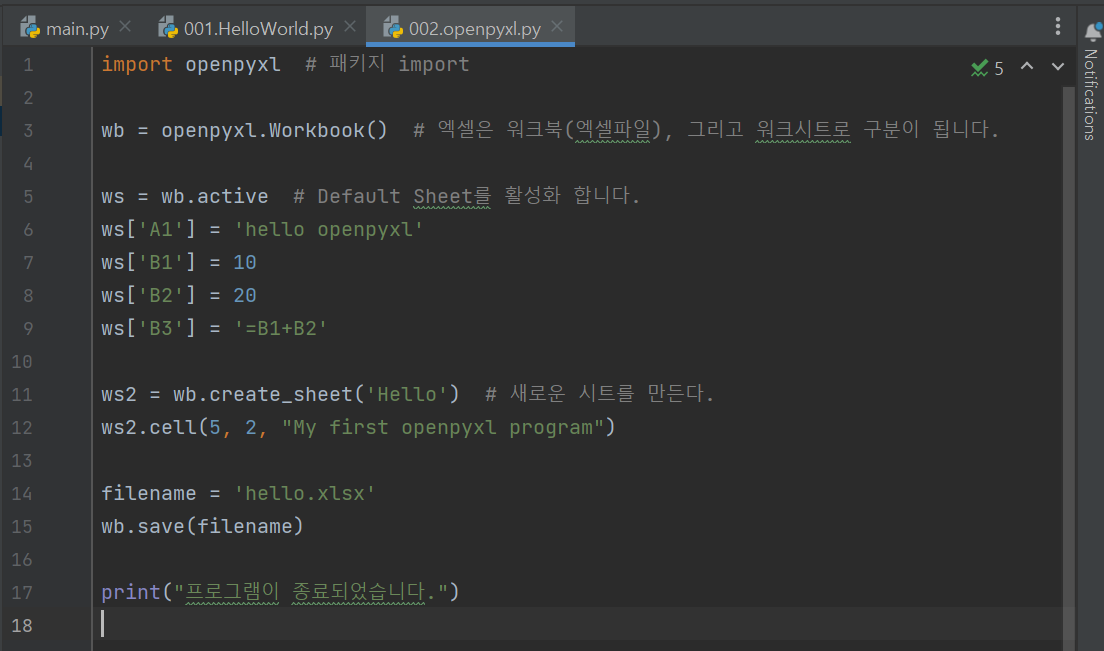 main.py 001.HelloWorld.py 002.openpyxl.py
1 import openpyxl # 패키지 import
5
2
3 wb = openpyxl.Workbook() # 엑셀은 워크북(엑셀파일), 그리고 워크시트로 구분이 됩니다.
4
5 ws = wb.active # Default Sheet를 활성화 합니다.
6 ws['A1'] = 'hello openpyxl'
7 ws['B1'] = 10
8 ws['B2'] = 20
9 ws['B3'] = '=B1+B2'
10
11 ws2 = wb.create_sheet('Hello') # 새로운 시트를 만든다.
12 ws2.cell(5, 2, "My first openpyxl program")
13
14 filename = 'hello.xlsx'
15 wb.save(filename)
16
17 print("프로그램이 종료되었습니다.")
18
Notifications